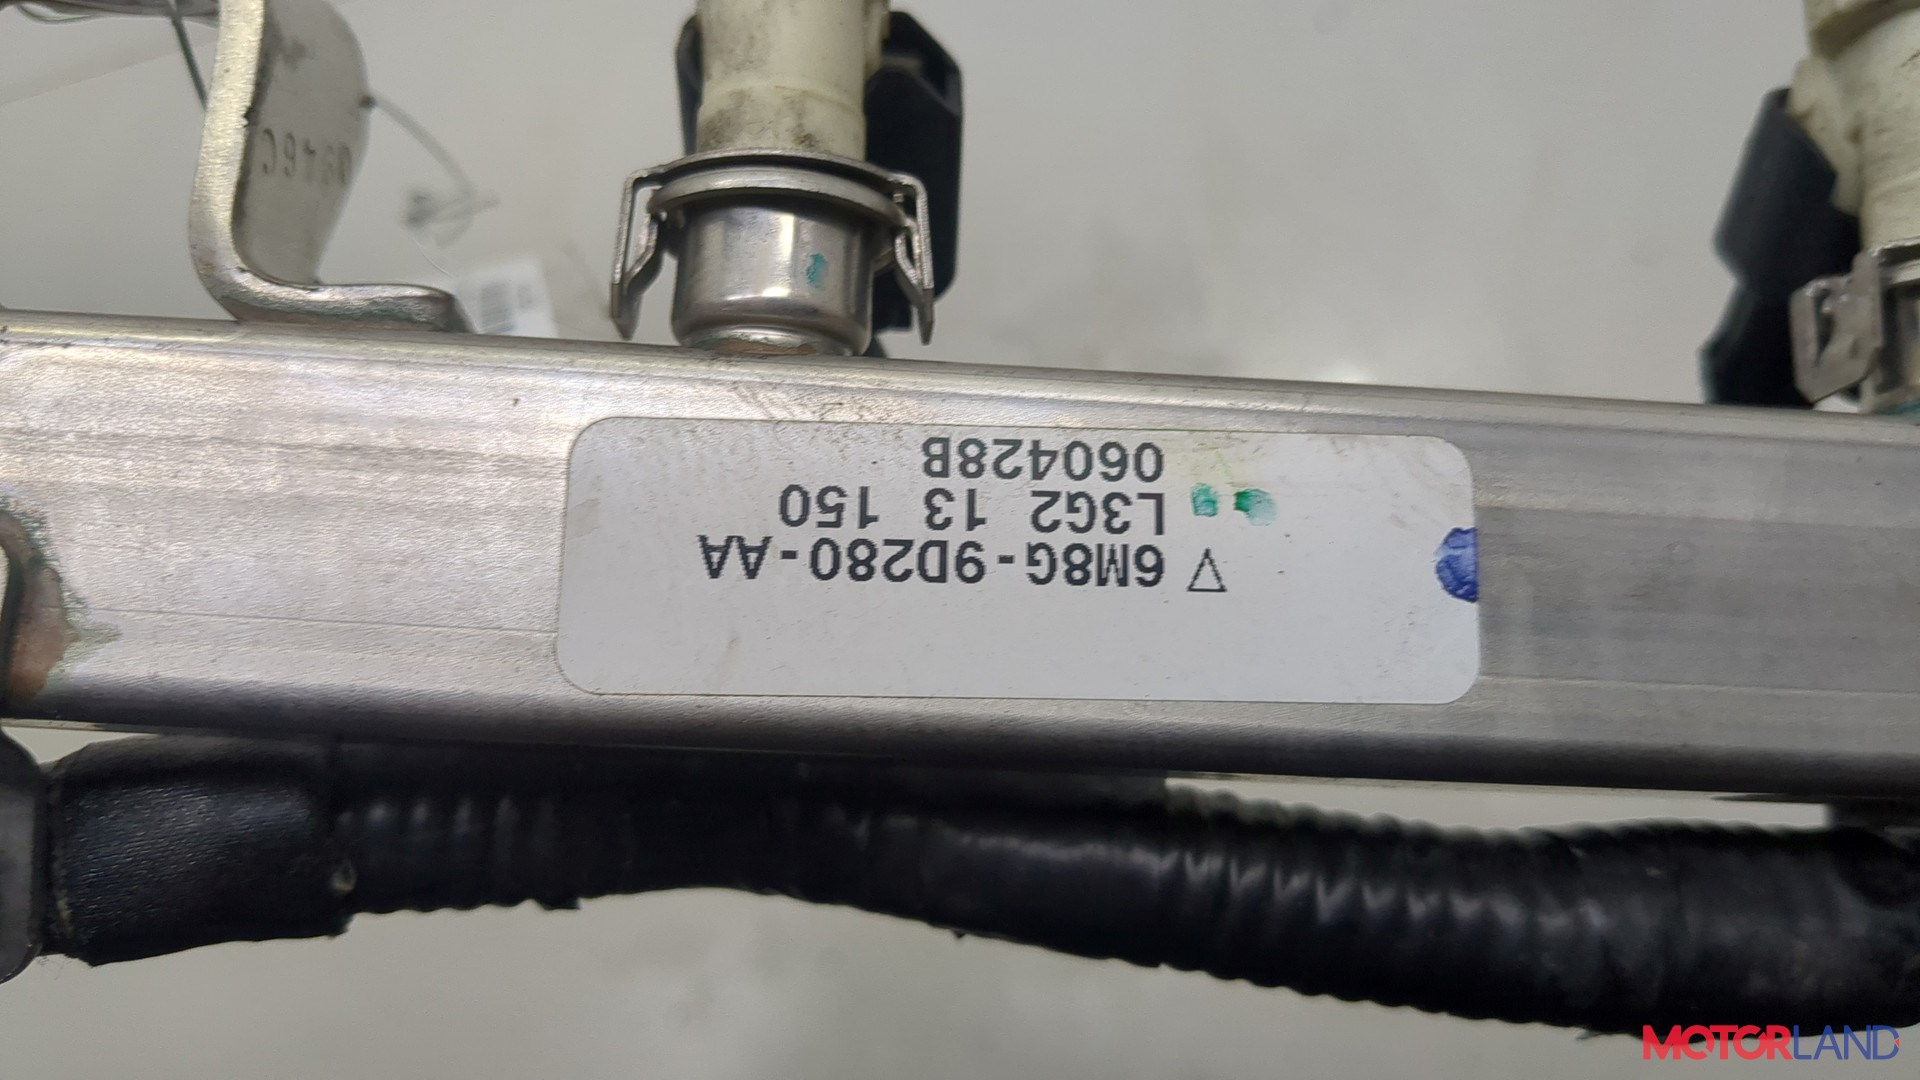 ▽ 6M8G-9D280-AA
L3G2 13 150
060428B
MOTORLAND